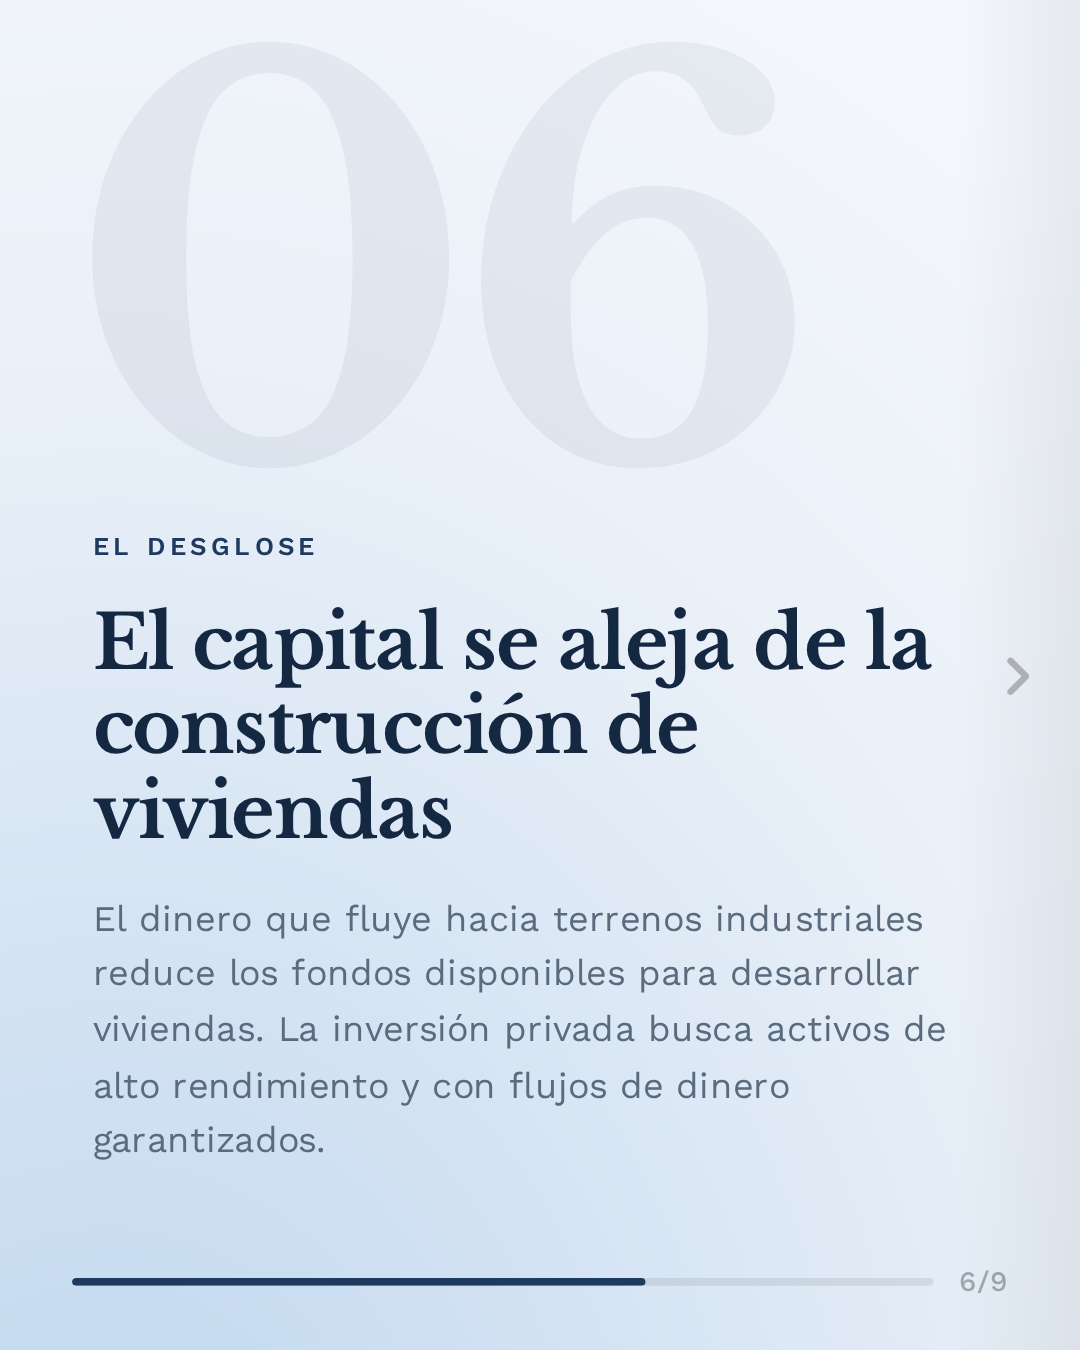 06
EL DESGLOSE
El capital se aleja de la
construcción de
viviendas
El dinero que fluye hacia terrenos industriales
reduce los fondos disponibles para desarrollar
viviendas. La inversión privada busca activos de
alto rendimiento y con flujos de dinero
garantizados.
6/9